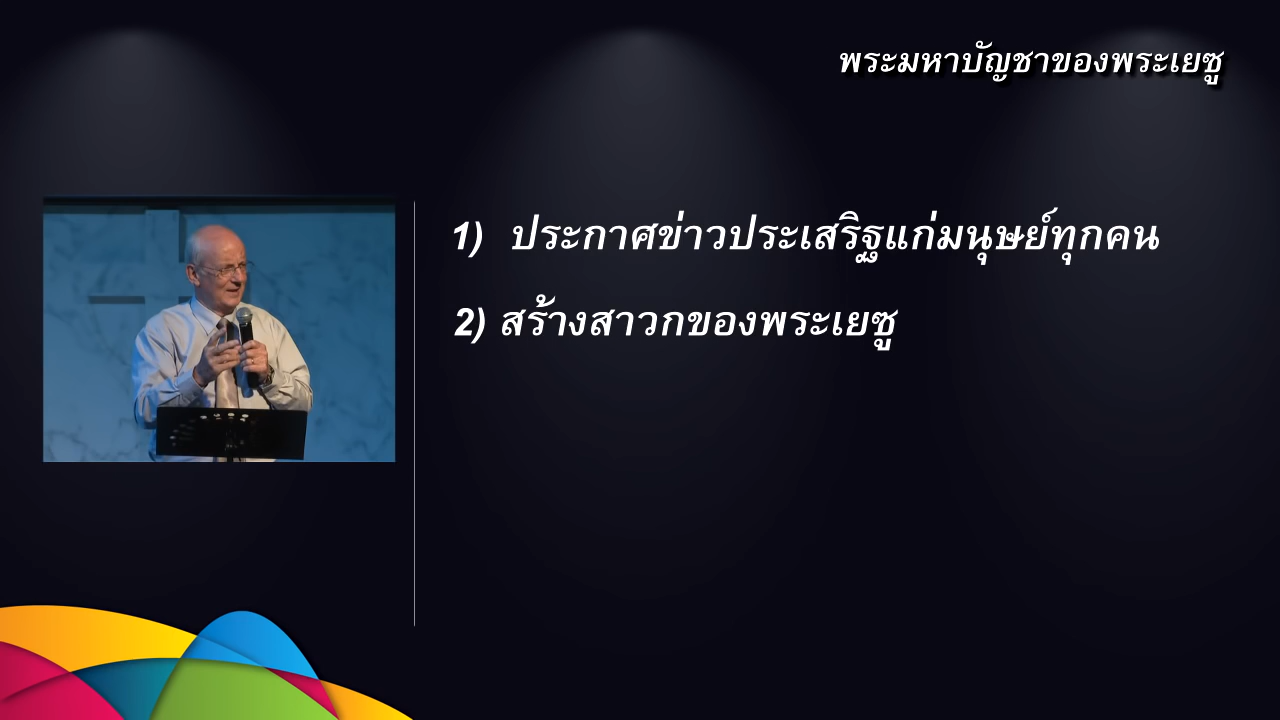 พระมหาบัญชาของพระเยซู
1) ประกาศข่าวประเสริฐแก่มนุษย์ทุกคน
2) สร้างสาวกของพระเยซู